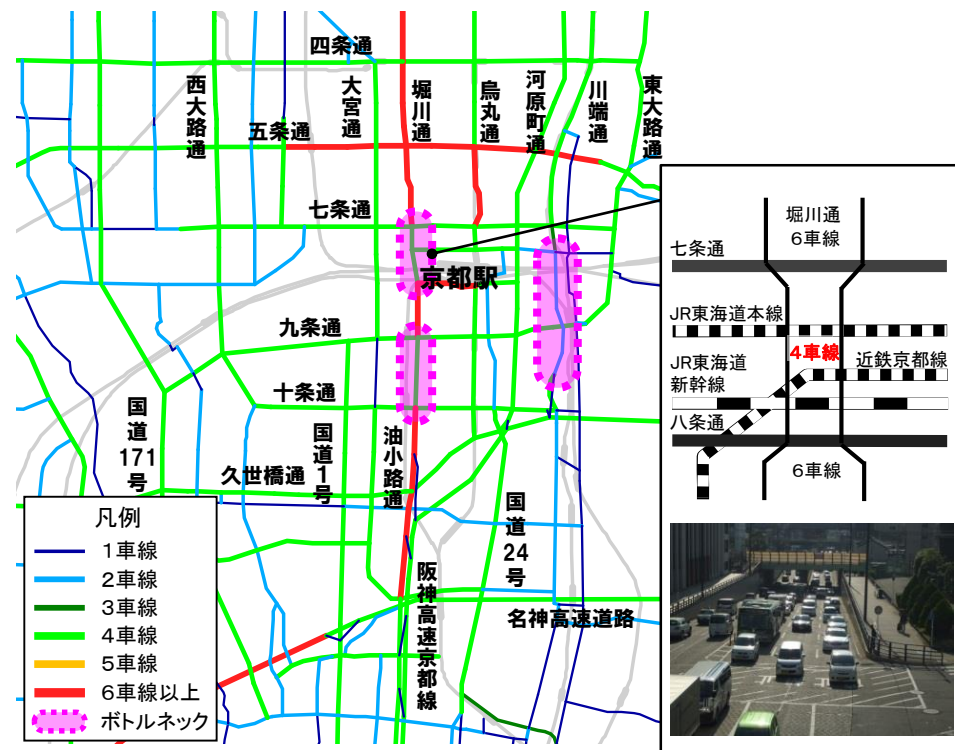 四条通
西大路通
大宮通
堀川通
烏丸通
河原町通
川端通
東大路通
五条通
七条通
京都駅
九条通
十条通
国道171号
国道1号
油小路通
久世橋通
国道24号
阪神高速京都線
名神高速道路
凡例
1車線
2車線
3車線
4車線
5車線
6車線以上
ボトルネック
堀川通
6車線
七条通
JR東海道本線
4車線
近鉄京都線
JR東海道
新幹線
八条通
6車線